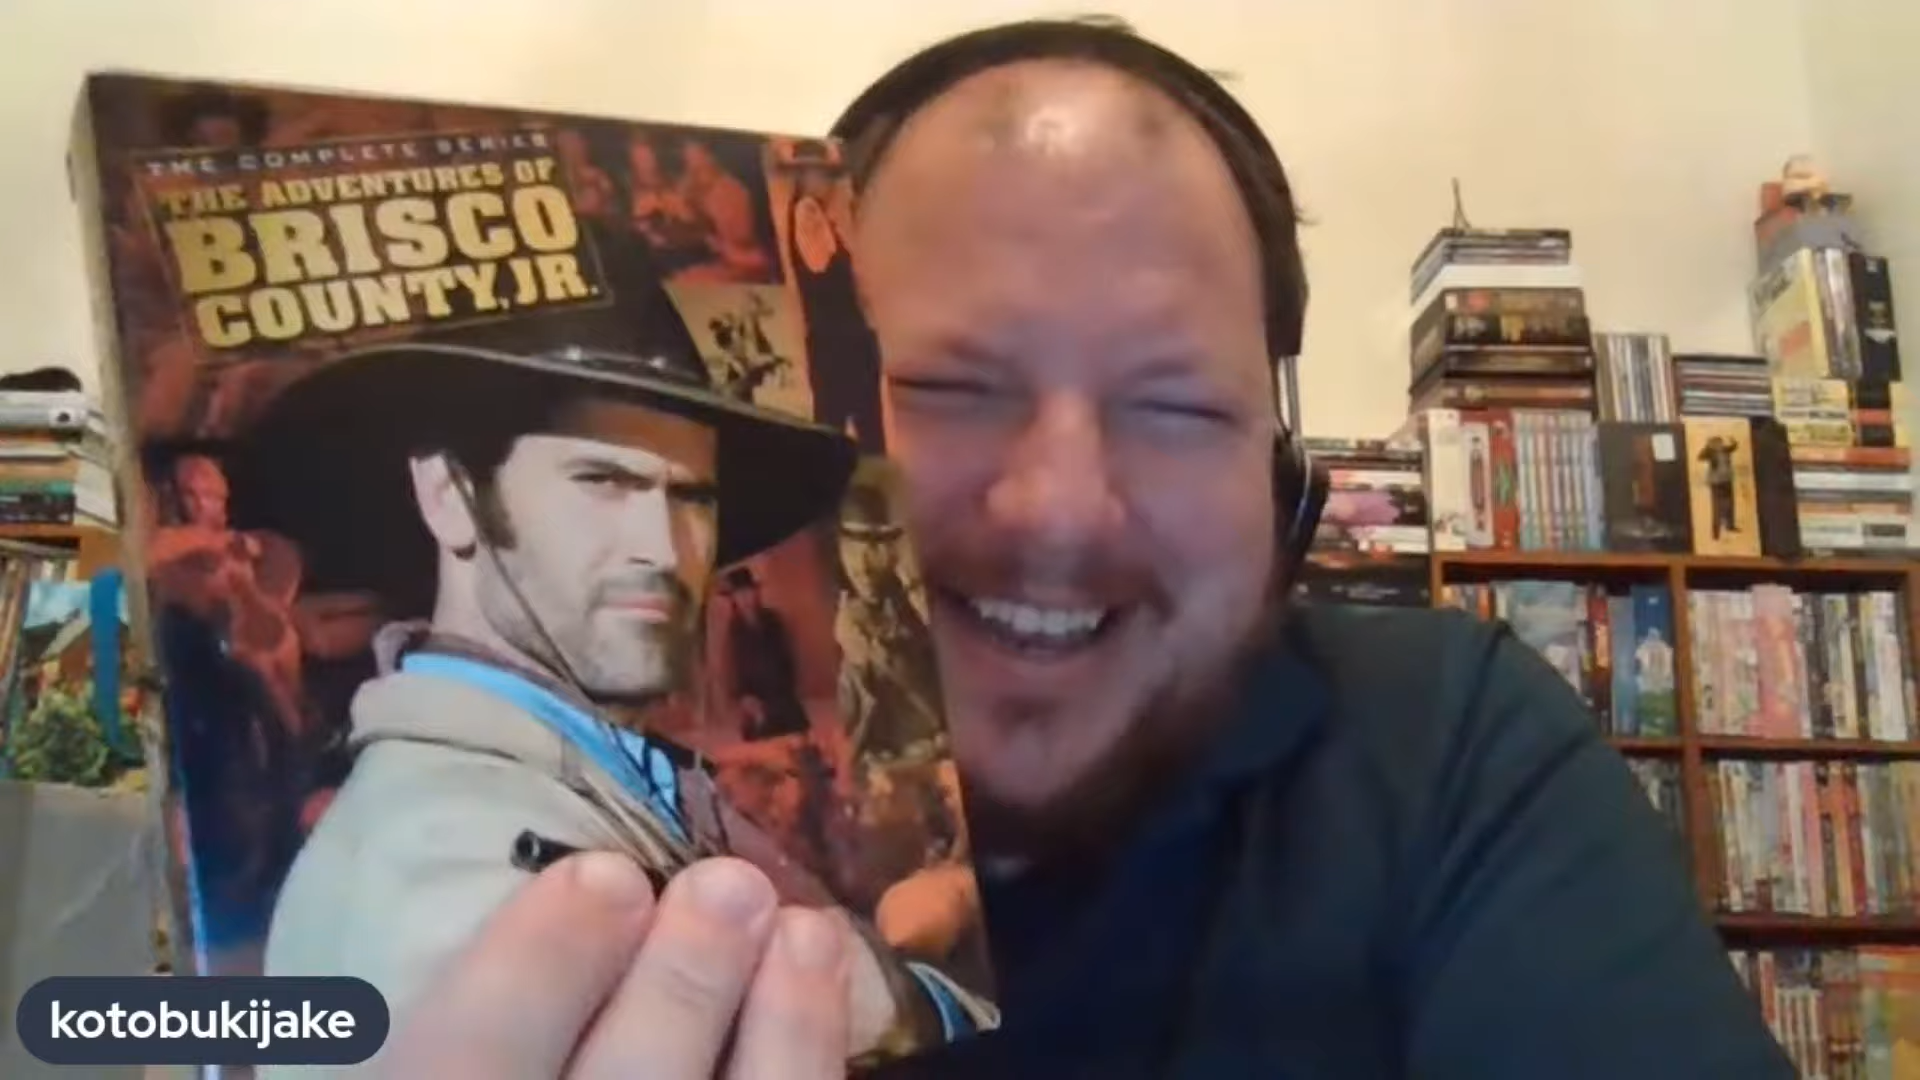 THE COMPLETE SERIES
THE ADVENTURES OF
BRISCO
COUNTY, JR.
kotobukijake